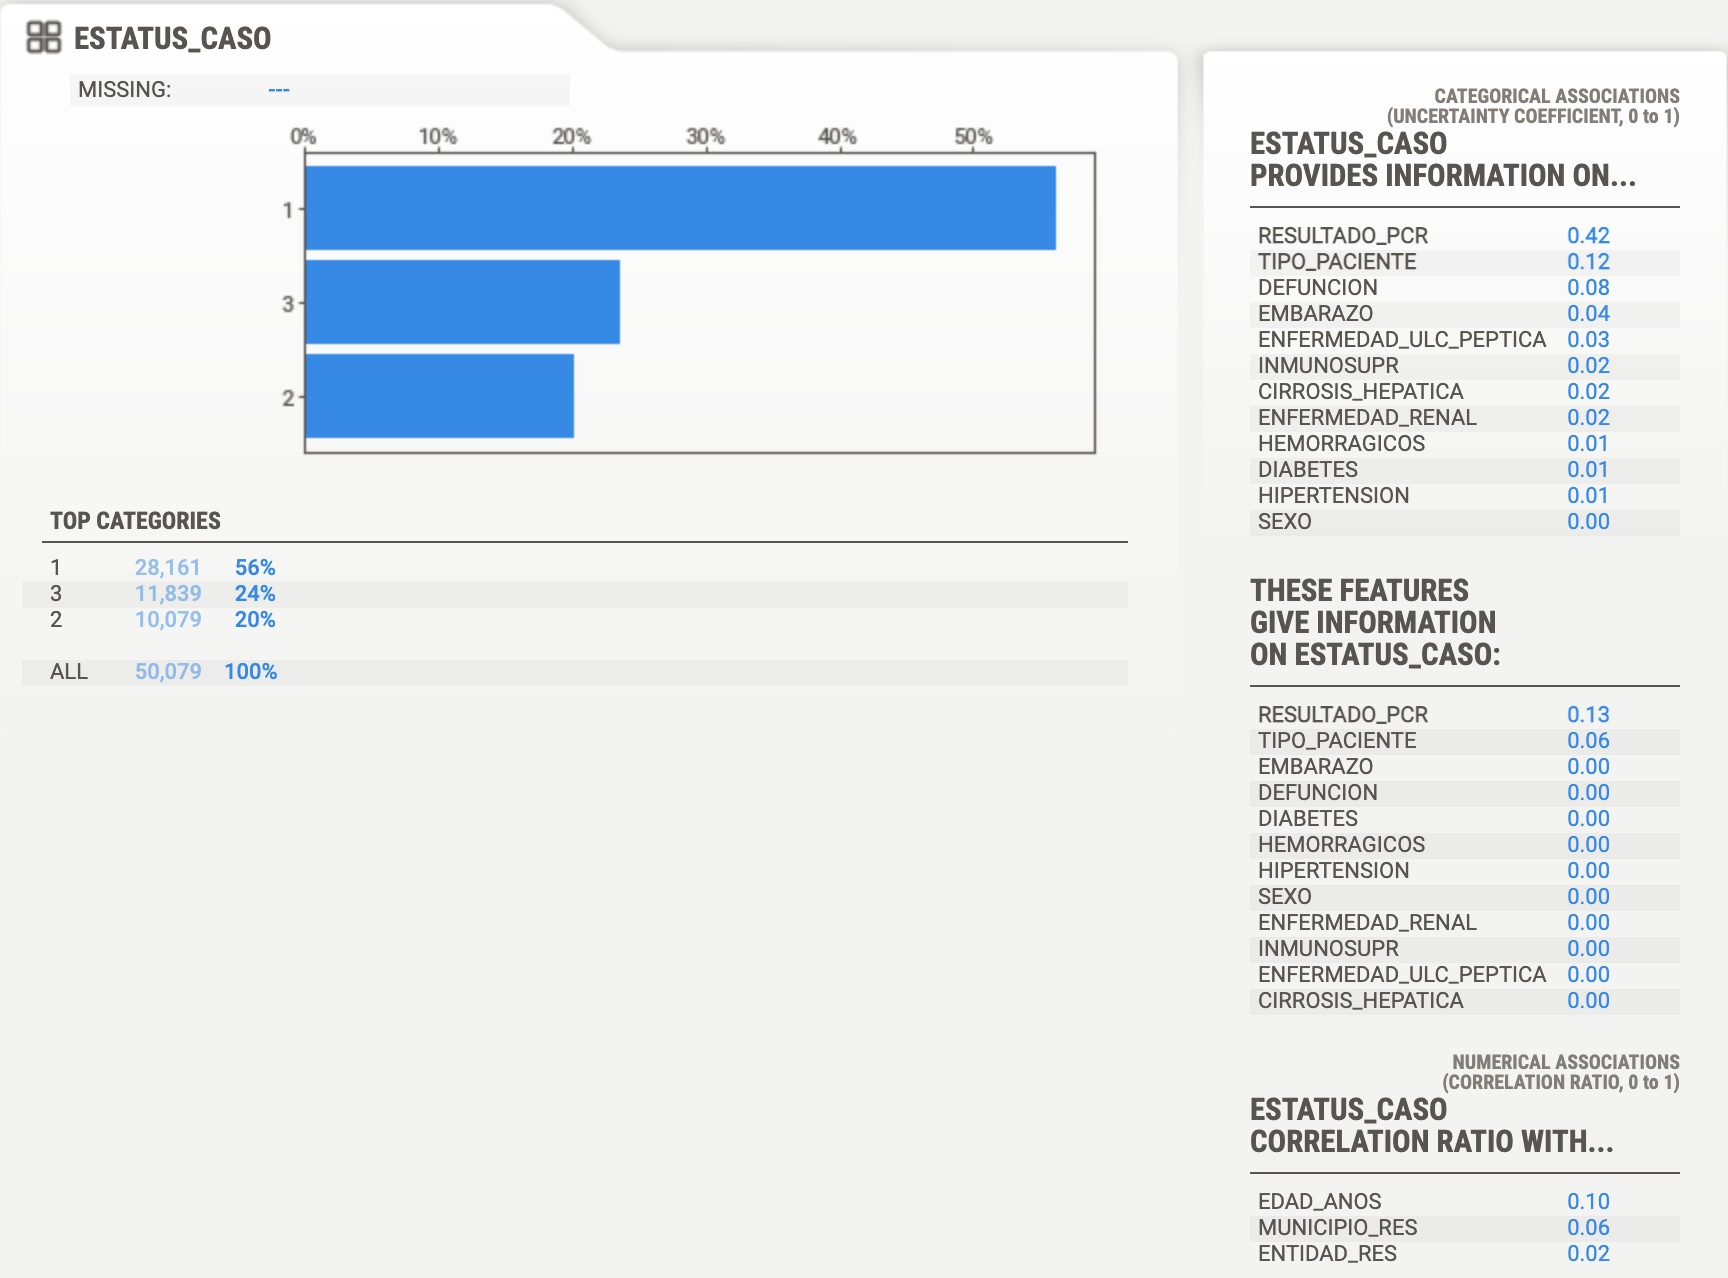 ESTATUS_CASO
MISSING: ---
0% 10% 20% 30% 40% 50%
1
3
2
TOP CATEGORIES
1 28,161 56%
3 11,839 24%
2 10,079 20%
ALL 50,079 100%
CATEGORICAL ASSOCIATIONS
(UNCERTAINTY COEFFICIENT, 0 to 1)
ESTATUS_CASO
PROVIDES INFORMATION ON...
RESULTADO_PCR 0.42
TIPO_PACIENTE 0.12
DEFUNCION 0.08
EMBARAZO 0.04
ENFERMEDAD_ULC_PEPTICA 0.03
INMUNOSUPR 0.02
CIRROSIS_HEPATICA 0.02
ENFERMEDAD_RENAL 0.02
HEMORRAGICOS 0.01
DIABETES 0.01
HIPERTENSION 0.01
SEXO 0.00
THESE FEATURES
GIVE INFORMATION
ON ESTATUS_CASO:
RESULTADO_PCR 0.13
TIPO_PACIENTE 0.06
EMBARAZO 0.00
DEFUNCION 0.00
DIABETES 0.00
HEMORRAGICOS 0.00
HIPERTENSION 0.00
SEXO 0.00
ENFERMEDAD_RENAL 0.00
INMUNOSUPR 0.00
ENFERMEDAD_ULC_PEPTICA 0.00
CIRROSIS_HEPATICA 0.00
NUMERICAL ASSOCIATIONS
(CORRELATION RATIO, 0 to 1)
ESTATUS_CASO
CORRELATION RATIO WITH...
EDAD_ANOS 0.10
MUNICIPIO_RES 0.06
ENTIDAD_RES 0.02